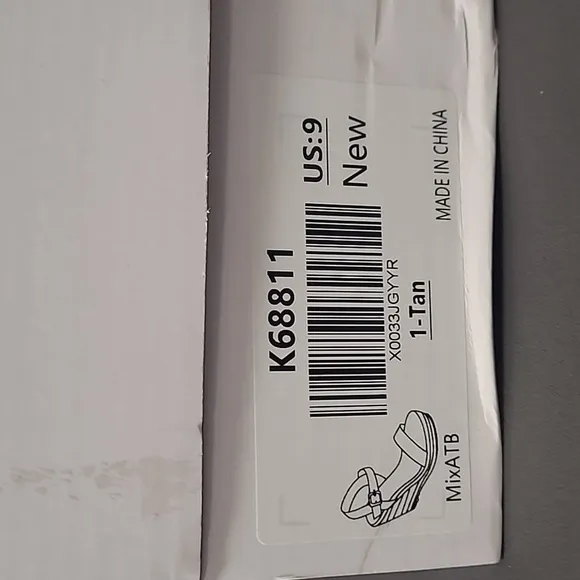 K68811
US:9
New
X0033JGYYR
1-Tan
MixATB
MADE IN CHINA